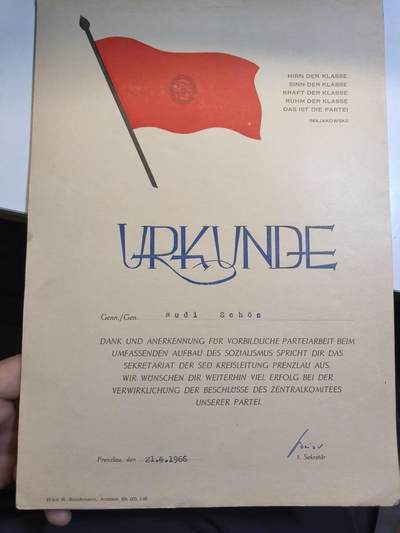 HIRN DER KLASSE
SINN DER KLASSE
KRAFT DER KLASSE
RUHM DER KLASSE
DAS IST DIE PARTEI
MAJAKOWSKI
URKUNDE
Genn./Gen. Rudi Schön
DANK UND ANERKENNUNG FÜR VORBILDLICHE PARTEIARBEIT BEIM
UMFASSENDEN AUFBAU DES SOZIALISMUS SPRICHT DIR DAS
SEKRETARIAT DER SED KREISLEITUNG PRENZLAU AUS.
WIR WÜNSCHEN DIR WEITERHIN VIEL ERFOLG BEI DER
VERWIRKLICHUNG DER BESCHLÜSSE DES ZENTRALKOMITEES
UNSERER PARTEI.
Prenzlau, den 21.4.1966
1. Sekretär